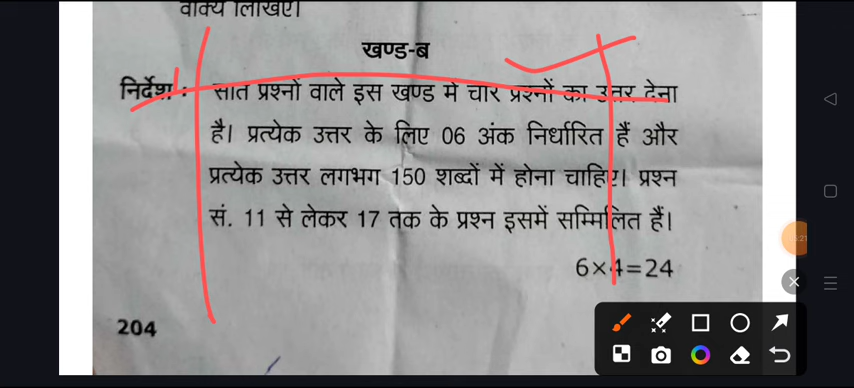 वाक्य लिखिए।
खण्ड-ब
निर्देश : सात प्रश्नों वाले इस खण्ड में चार प्रश्नों का उत्तर देना
है। प्रत्येक उत्तर के लिए 06 अंक निर्धारित हैं और
प्रत्येक उत्तर लगभग 150 शब्दों में होना चाहिए। प्रश्न
सं. 11 से लेकर 17 तक के प्रश्न इसमें सम्मिलित हैं।
6×4=24
204